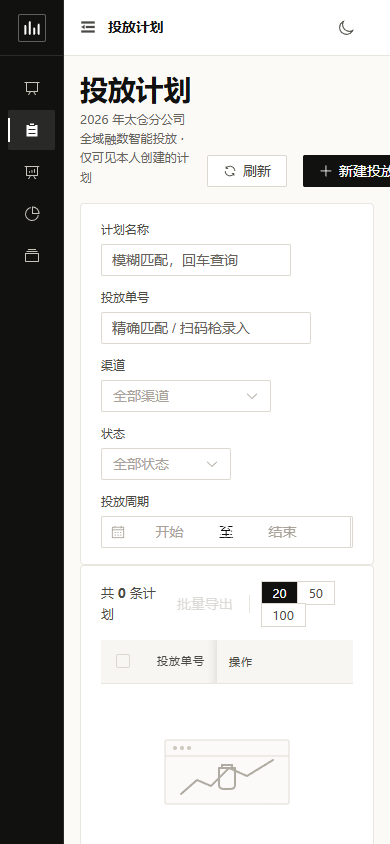 投放计划
投放计划
2026 年太仓分公司
全域融数智能投放 ·
仅可见本人创建的计
划
刷新
新建投放
计划名称
模糊匹配，回车查询
投放单号
精确匹配 / 扫码枪录入
渠道
全部渠道
状态
全部状态
投放周期
开始 至 结束
共 0 条计
划
批量导出
20 50
100
投放单号 操作